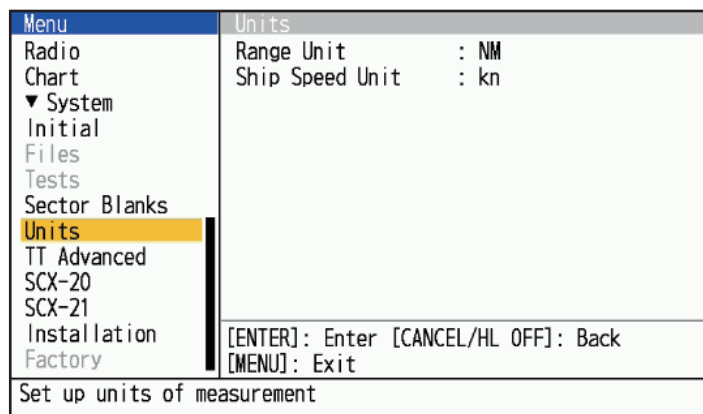 Menu
Radio
Chart
▼ System
Initial
Files
Tests
Sector Blanks
Units
TT Advanced
SCX-20
SCX-21
Installation
Factory
Units
Range Unit : NM
Ship Speed Unit : kn
[ENTER]: Enter [CANCEL/HL OFF]: Back
[MENU]: Exit
Set up units of measurement